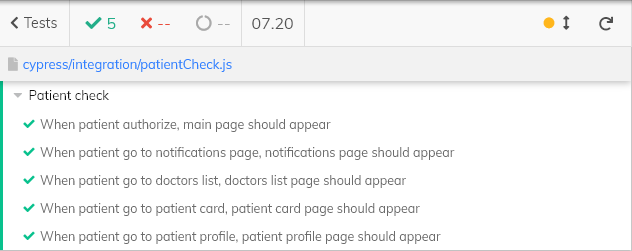 Tests 5 -- -- 07.20
cypress/integration/patientCheck.js
Patient check
When patient authorize, main page should appear
When patient go to notifications page, notifications page should appear
When patient go to doctors list, doctors list page should appear
When patient go to patient card, patient card page should appear
When patient go to patient profile, patient profile page should appear